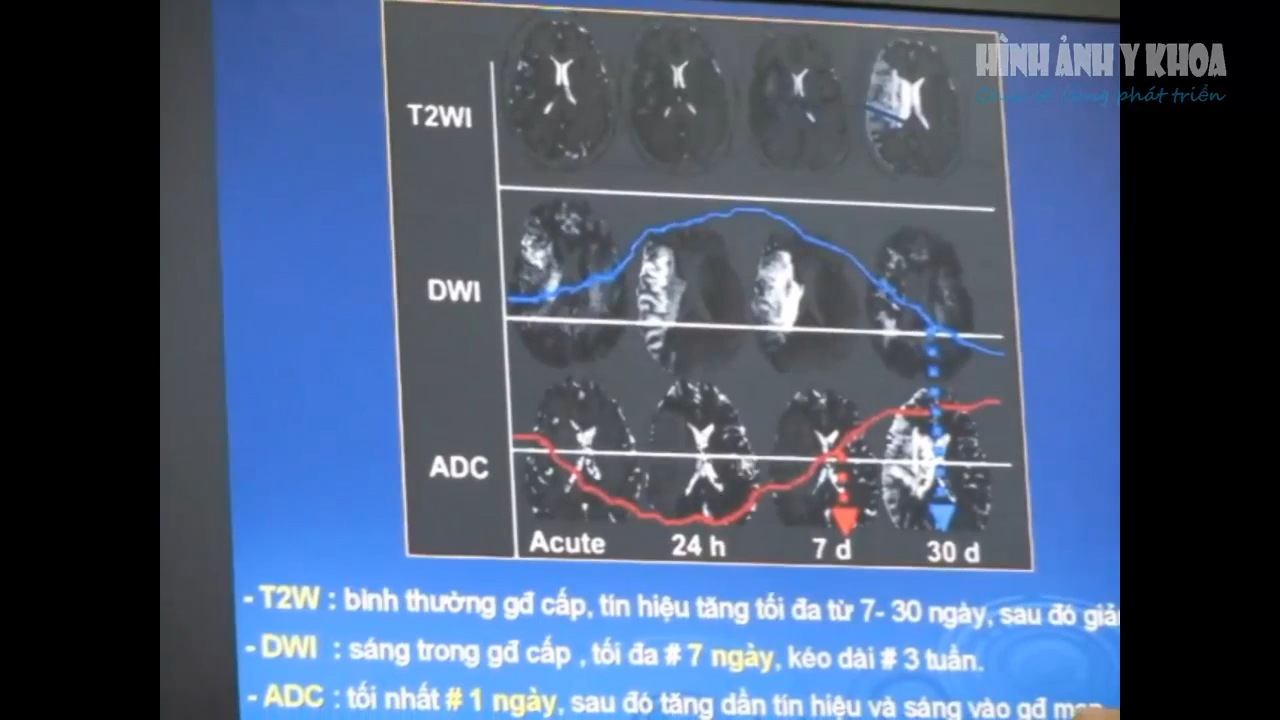 HÌNH ẢNH Y KHOA
phát triển
T2WI
DWI
ADC
Acute 24 h 7 d 30 d
- T2W : bình thường gđ cấp, tín hiệu tăng tối đa từ 7- 30 ngày, sau đó
- DWI : sáng trong gđ cấp , tối đa # 7 ngày, kéo dài # 3 tuần.
- ADC : tối nhất # 1 ngày, sau đó tăng dần tín hiệu và sáng vào gđ